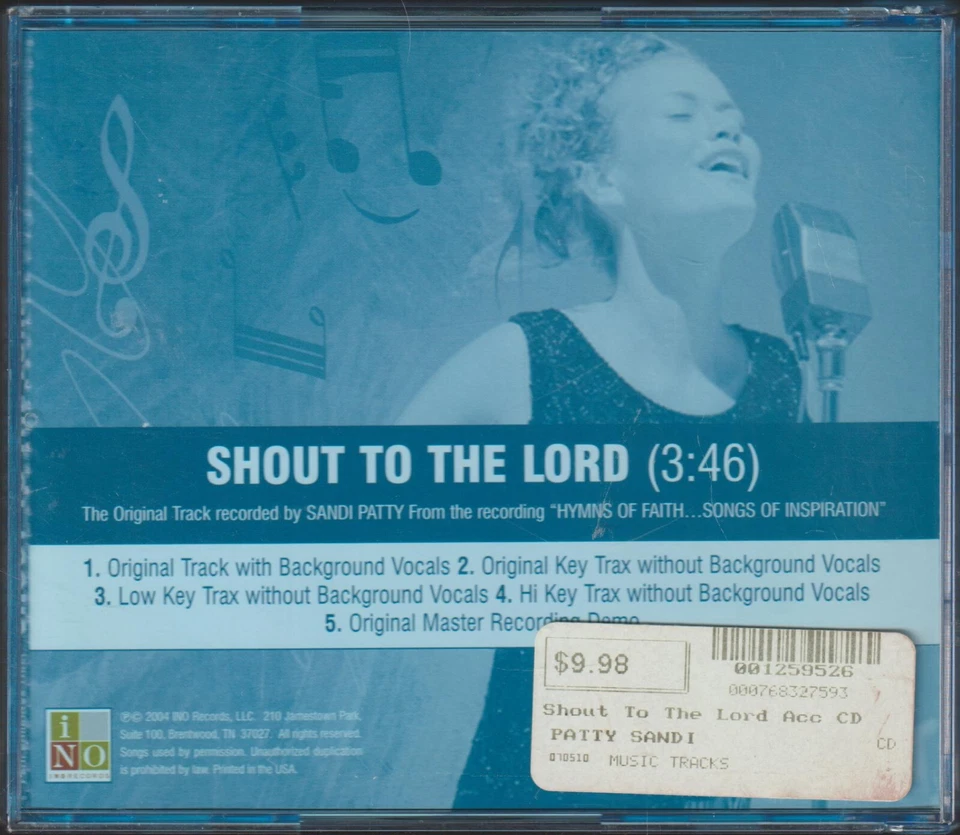 SHOUT TO THE LORD (3:46)
The Original Track recorded by SANDI PATTY From the recording “HYMNS OF FAITH...SONGS OF INSPIRATION”
1. Original Track with Background Vocals 2. Original Key Trax without Background Vocals
3. Low Key Trax without Background Vocals 4. Hi Key Trax without Background Vocals
5. Original Master Recording Demo
iNO
INO RECORDS
℗© 2004 INO Records, LLC. 210 Jamestown Park,
Suite 100, Brentwood, TN 37027. All rights reserved.
Songs used by permission. Unauthorized duplication
is prohibited by law. Printed in the USA.
$9.98
001259526
000768327593
Shout To The Lord Acc CD
PATTY SANDI
CD
070510 MUSIC TRACKS